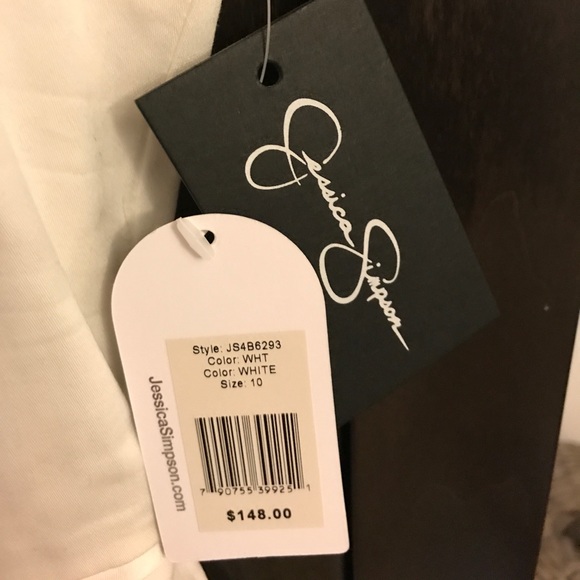 Jessica
Simpson
Style: JS4B6293
Color: WHT
Color: WHITE
Size: 10
7 90755 39925 1
$148.00
JessicaSimpson.com